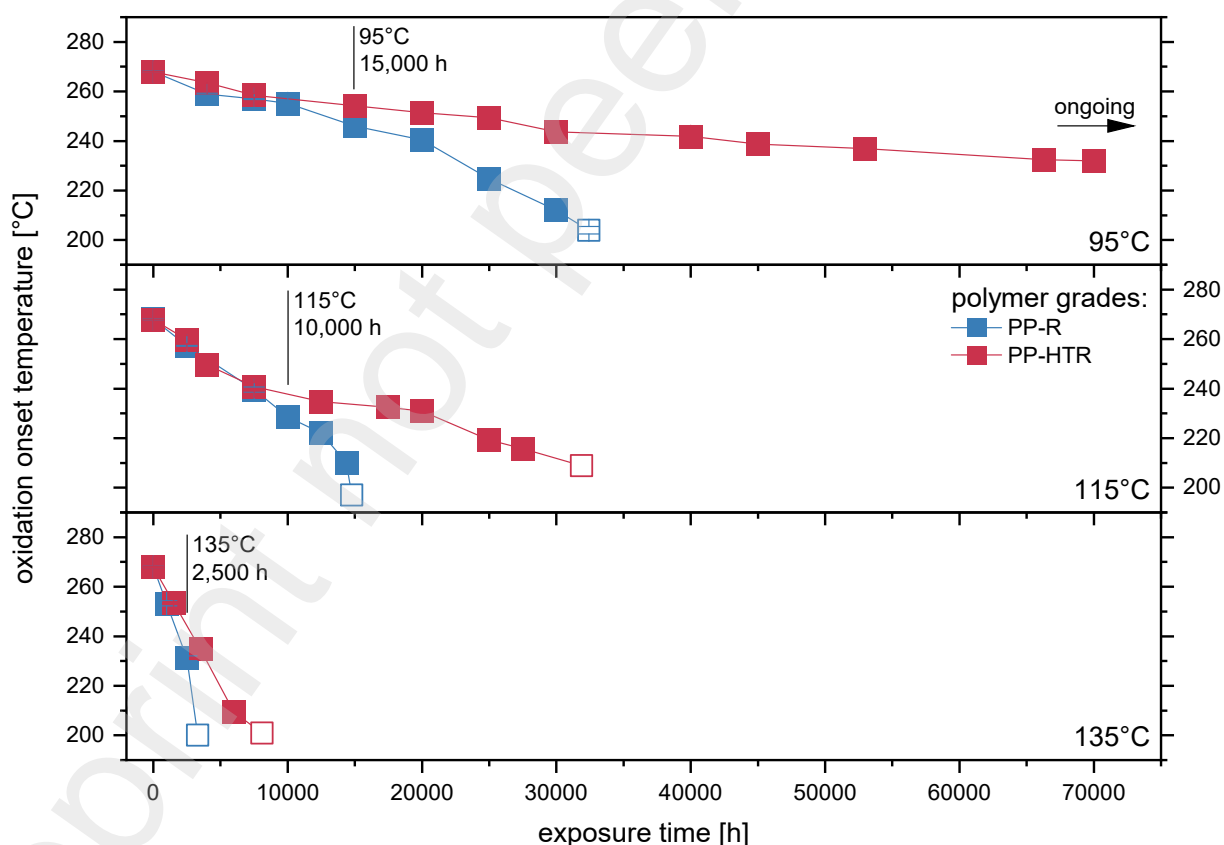 280
260
240
220
200
95°C
15,000 h
ongoing
95°C
115°C
10,000 h
polymer grades:
PP-R
PP-HTR
280
260
240
220
200
115°C
280
260
240
220
200
135°C
2,500 h
135°C
oxidation onset temperature [°C]
0 10000 20000 30000 40000 50000 60000 70000
exposure time [h]